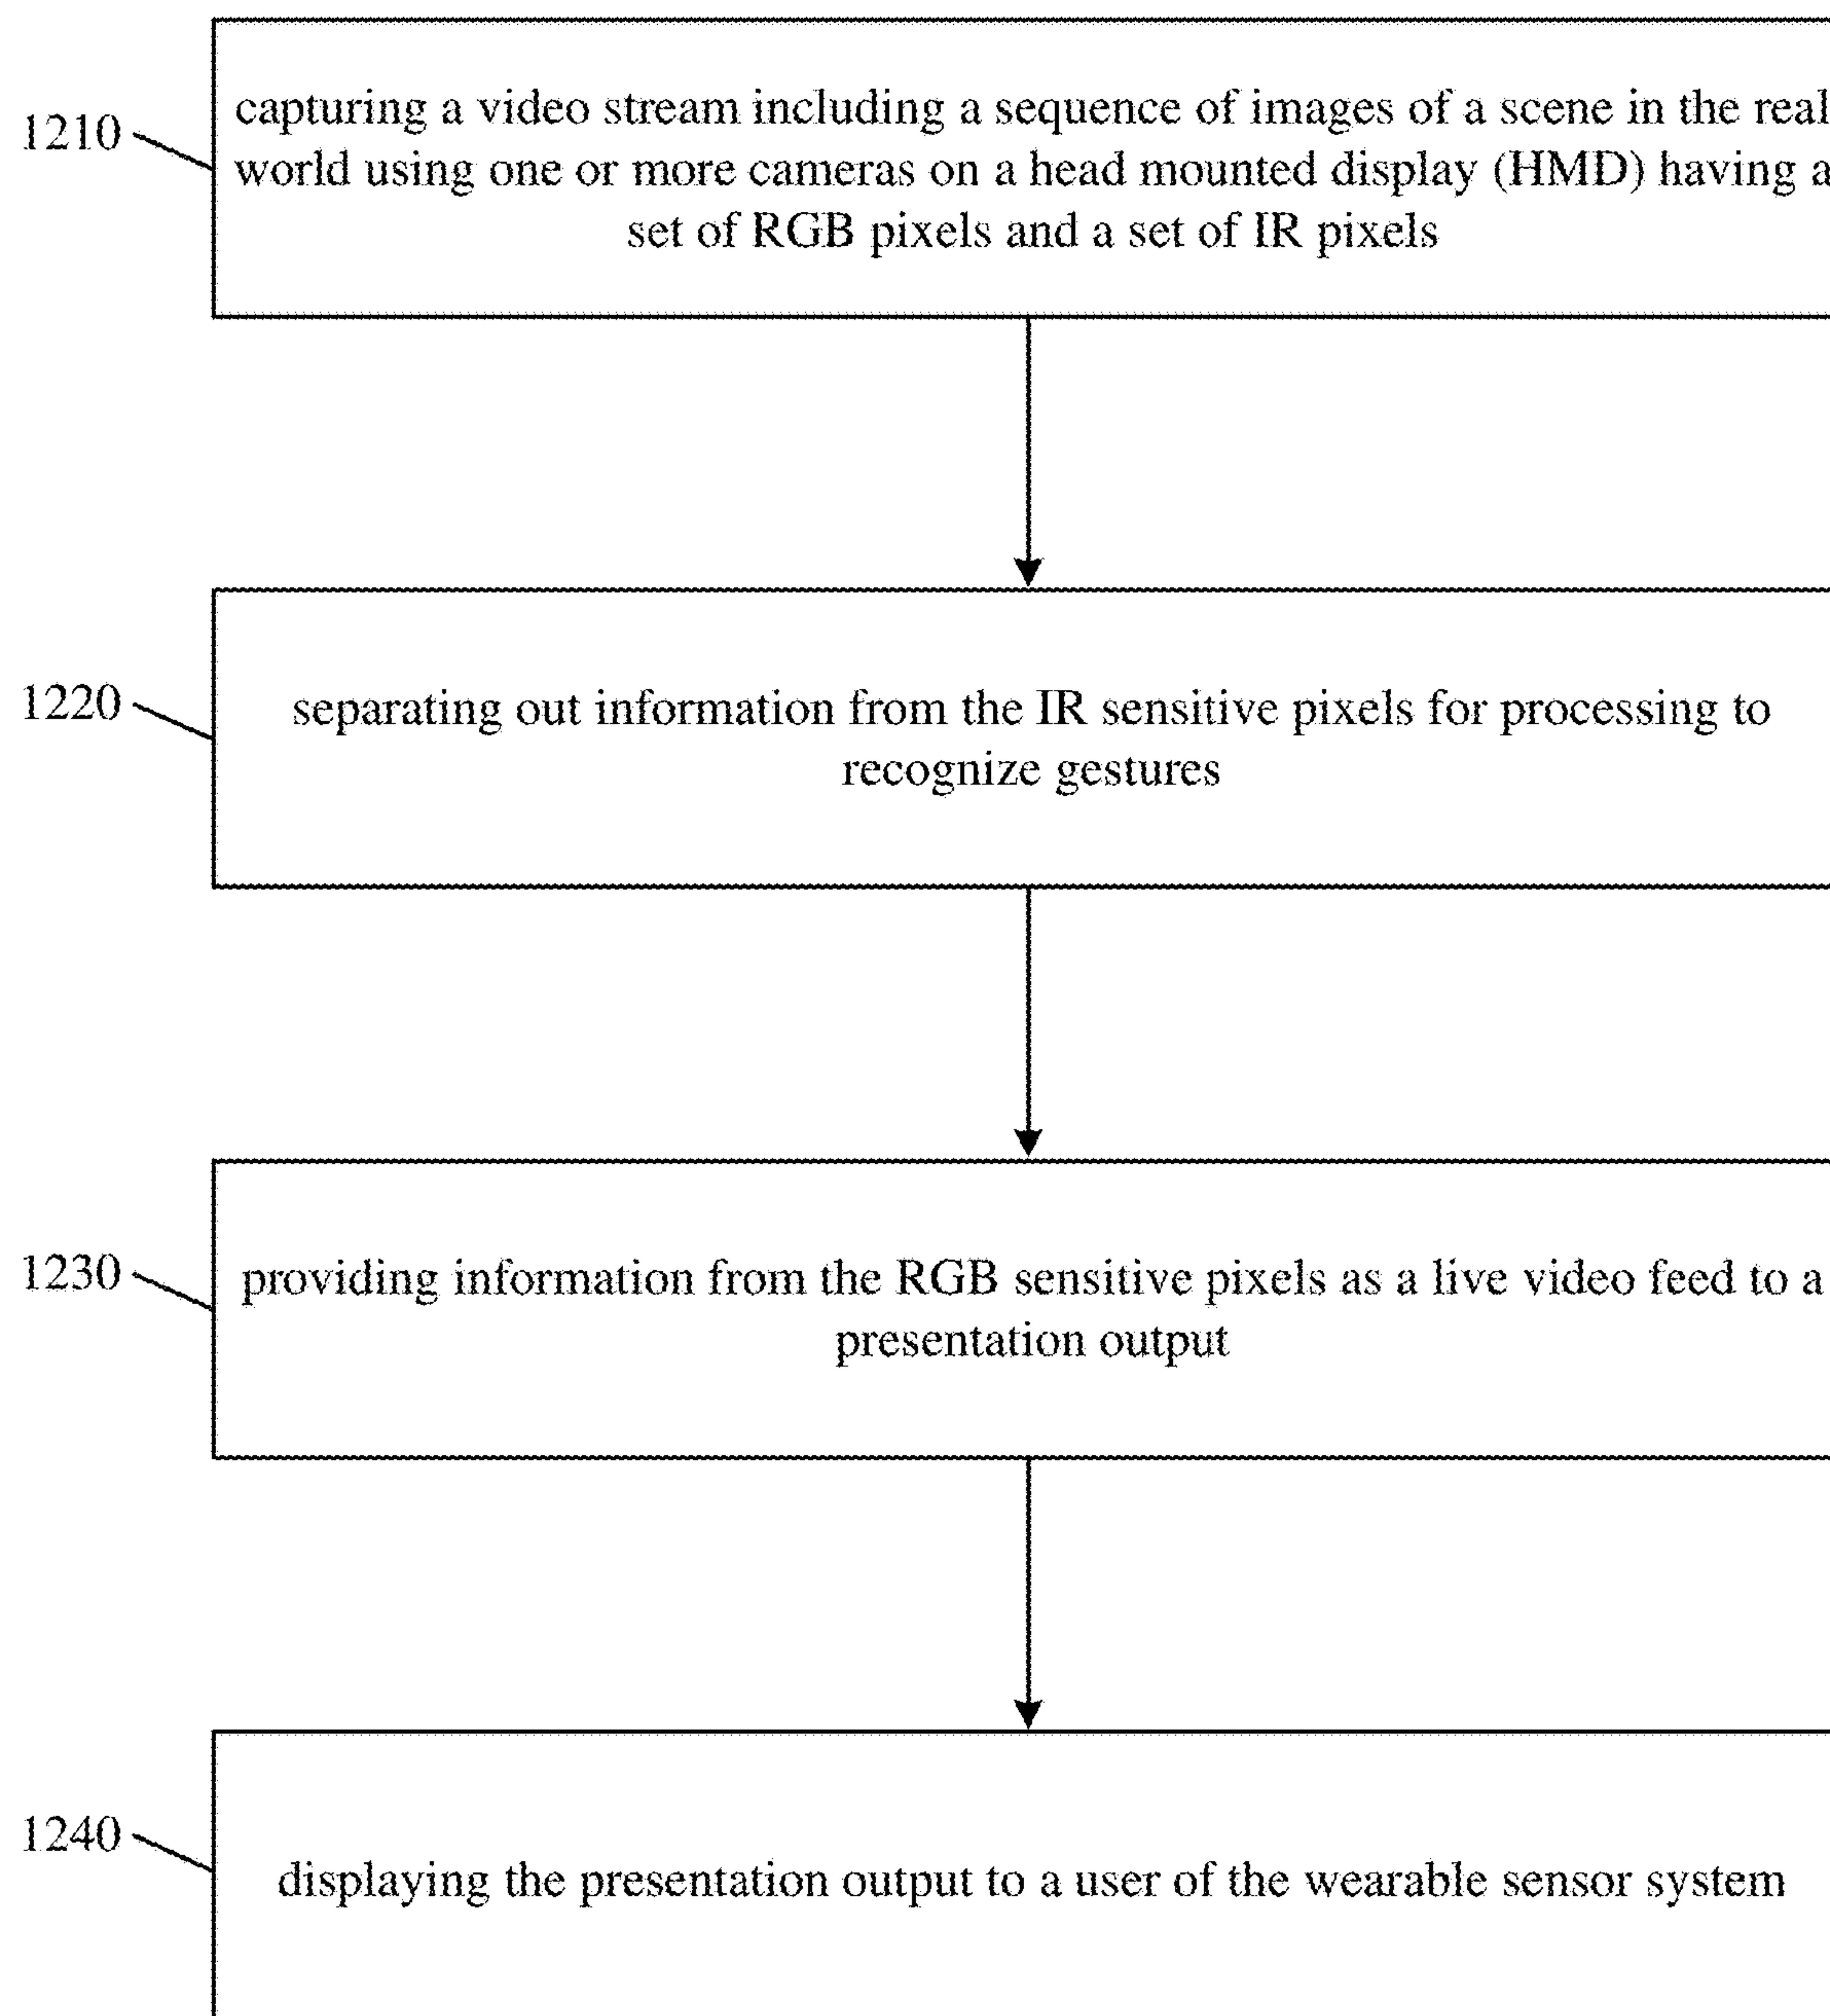 1210
capturing a video stream including a sequence of images of a scene in the real
world using one or more cameras on a head mounted display (HMD) having a
set of RGB pixels and a set of IR pixels
1220
separating out information from the IR sensitive pixels for processing to
recognize gestures
1230
providing information from the RGB sensitive pixels as a live video feed to a
presentation output
1240
displaying the presentation output to a user of the wearable sensor system